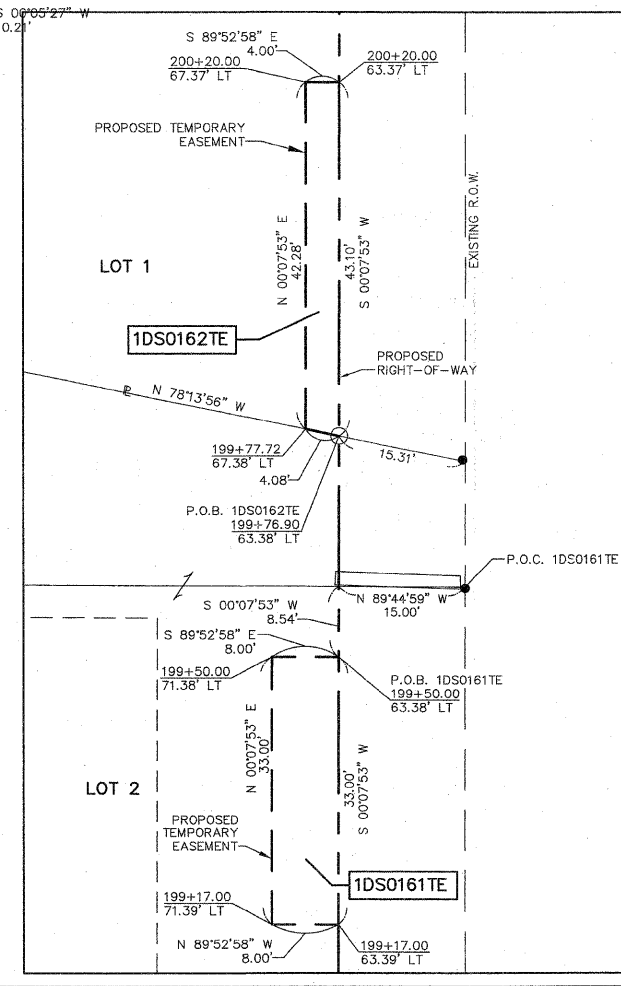 S 00°05'27" W
0.21'
S 89°52'58" E
4.00'
200+20.00
67.37' LT
200+20.00
63.37' LT
PROPOSED TEMPORARY
EASEMENT
EXISTING R.O.W.
N 00°07'53" E
42.28'
43.10'
S 00°07'53" W
LOT 1
1DS0162TE
PROPOSED
RIGHT-OF-WAY
N 78°13'56" W
15.31'
199+77.72
67.38' LT
4.08'
P.O.B. 1DS0162TE
199+76.90
63.38' LT
P.O.C. 1DS0161TE
N 89°44'59" W
15.00'
S 00°07'53" W
8.54'
S 89°52'58" E
8.00'
199+50.00
71.38' LT
P.O.B. 1DS0161TE
199+50.00
63.38' LT
N 00°07'53" E
33.00'
33.00'
S 00°07'53" W
LOT 2
PROPOSED
TEMPORARY
EASEMENT
1DS0161TE
199+17.00
71.39' LT
N 89°52'58" W
8.00'
199+17.00
63.39' LT